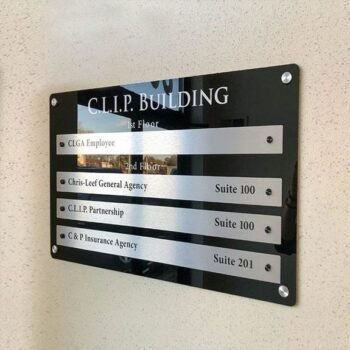 C.L.I.P. BUILDING
1st Floor
CLGA Employee
2nd Floor
Chris-Leef General Agency Suite 100
C.L.I.P. Partnership Suite 100
C & P Insurance Agency Suite 201